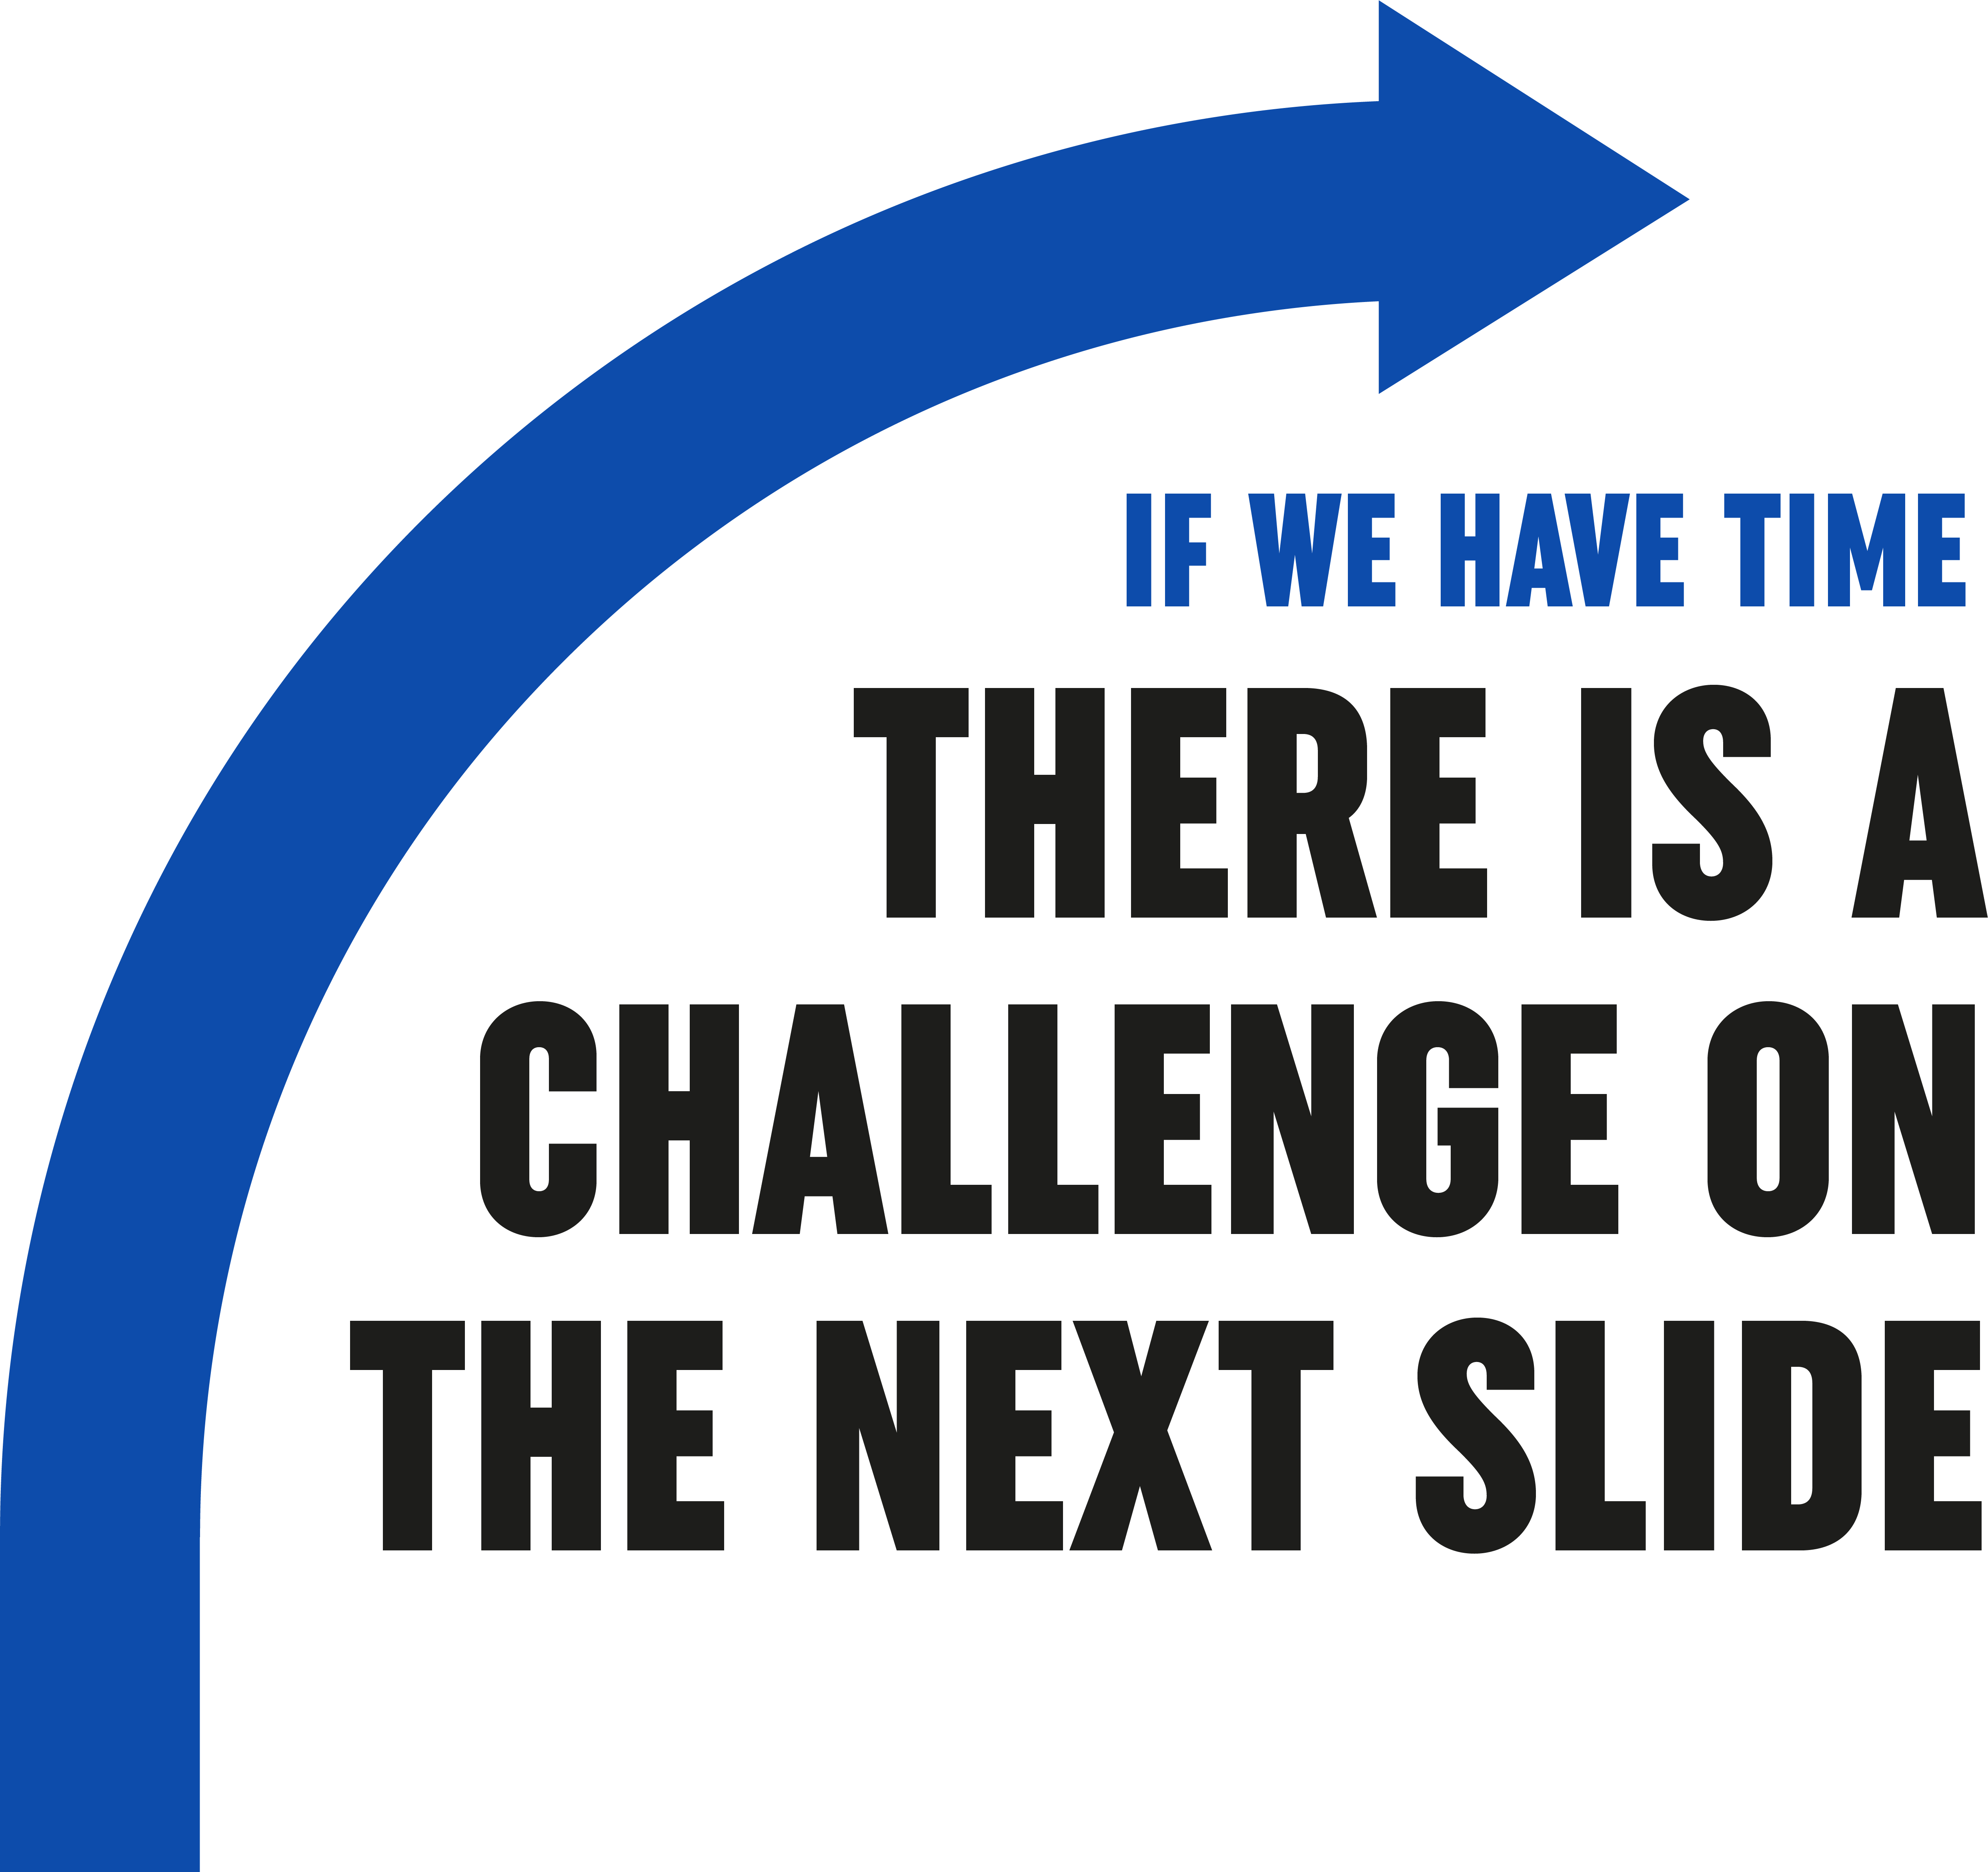 IF WE HAVE TIME
THERE IS A
CHALLENGE ON
THE NEXT SLIDE